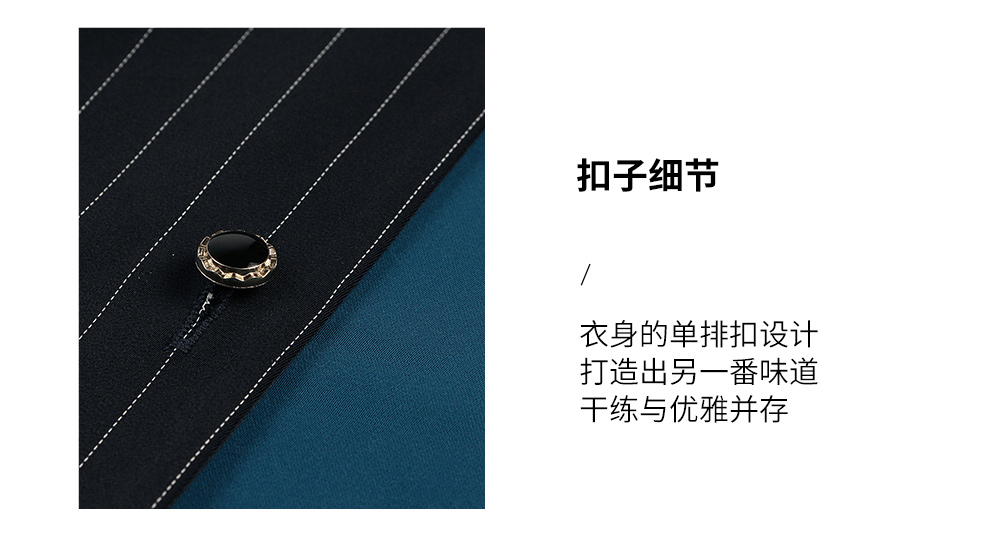 扣子细节
/
衣身的单排扣设计
打造出另一番味道
干练与优雅并存